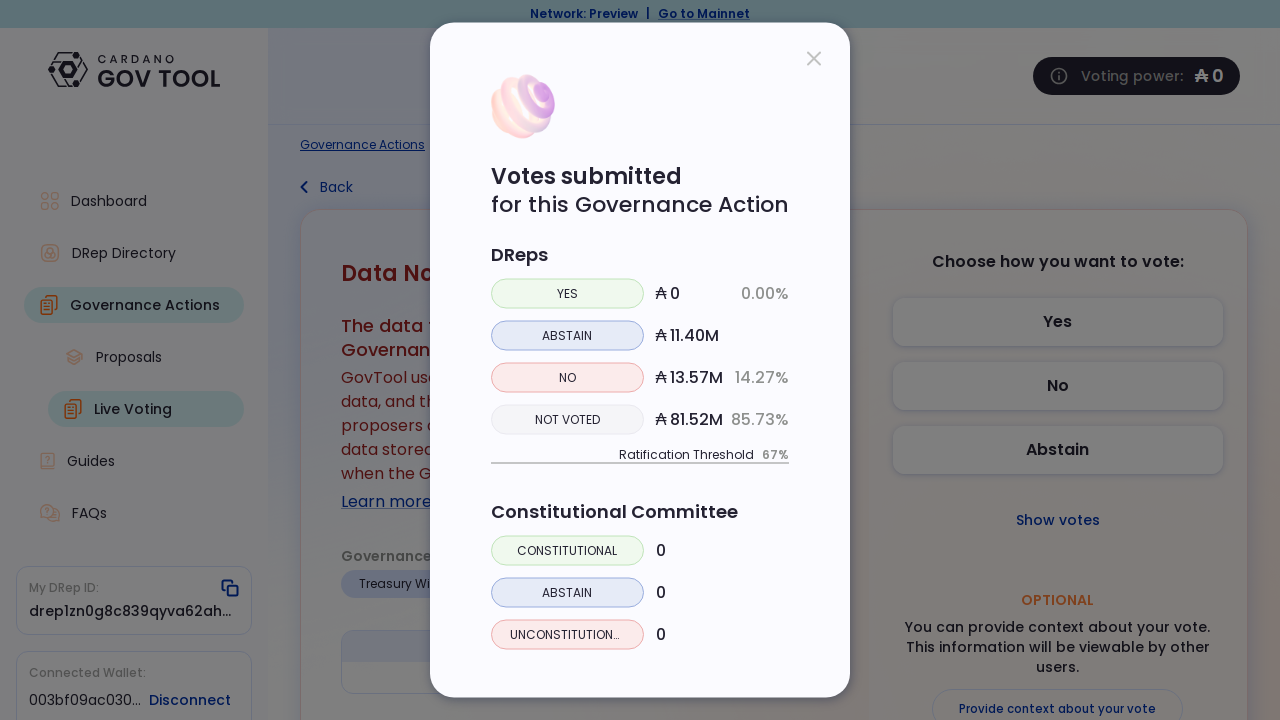 Network: Preview | Go to Mainnet
CARDANO
GOV TOOL
Voting power: ₳ 0
Governance Actions
Back
Dashboard
DRep Directory
Governance Actions
Proposals
Live Voting
Guides
FAQs
My DRep ID:
drep1zn0g8c839qyva62ah...
Connected Wallet:
003bf09ac030... Disconnect
Data No
The data
Governan
GovTool us
data, and th
proposers
data store
when the G
Learn more
Governance
Treasury Wi
Votes submitted
for this Governance Action
DReps
YES ₳ 0 0.00%
ABSTAIN ₳ 11.40M
NO ₳ 13.57M 14.27%
NOT VOTED ₳ 81.52M 85.73%
Ratification Threshold 67%
Constitutional Committee
CONSTITUTIONAL 0
ABSTAIN 0
UNCONSTITUTION... 0
Choose how you want to vote:
Yes
No
Abstain
Show votes
OPTIONAL
You can provide context about your vote.
This information will be viewable by other
users.
Provide context about your vote